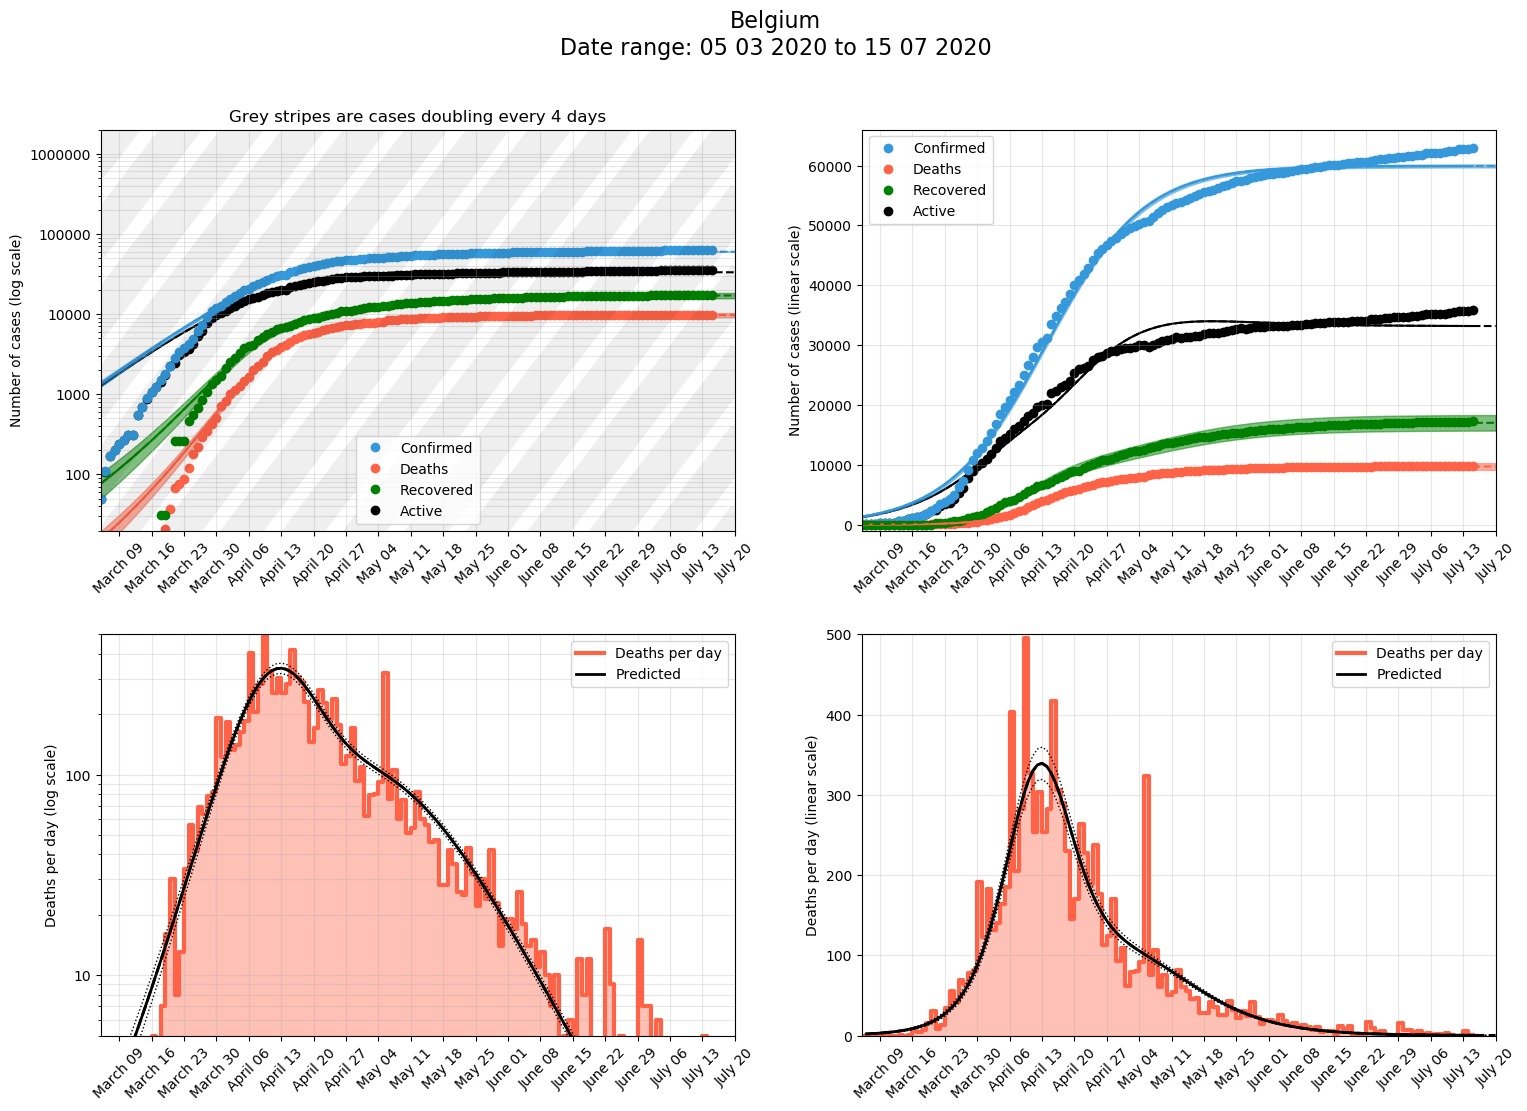 Belgium
Date range: 05 03 2020 to 15 07 2020
Grey stripes are cases doubling every 4 days
Number of cases (log scale)
1000000
100000
10000
1000
100
Confirmed
Deaths
Recovered
Active
March 09
March 16
March 23
March 30
April 06
April 13
April 20
April 27
May 04
May 11
May 18
May 25
June 01
June 08
June 15
June 22
June 29
July 06
July 13
July 20
Number of cases (linear scale)
60000
50000
40000
30000
20000
10000
0
Confirmed
Deaths
Recovered
Active
March 09
March 16
March 23
March 30
April 06
April 13
April 20
April 27
May 04
May 11
May 18
May 25
June 01
June 08
June 15
June 22
June 29
July 06
July 13
July 20
Deaths per day (log scale)
100
10
Deaths per day
Predicted
March 09
March 16
March 23
March 30
April 06
April 13
April 20
April 27
May 04
May 11
May 18
May 25
June 01
June 08
June 15
June 22
June 29
July 06
July 13
July 20
Deaths per day (linear scale)
500
400
300
200
100
0
Deaths per day
Predicted
March 09
March 16
March 23
March 30
April 06
April 13
April 20
April 27
May 04
May 11
May 18
May 25
June 01
June 08
June 15
June 22
June 29
July 06
July 13
July 20